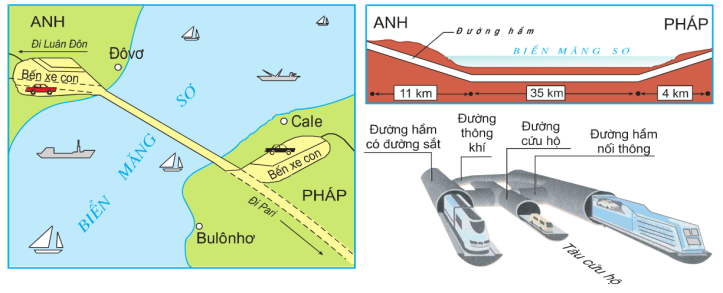 ANH
Đi Luân Đôn
Đôvơ
Bến xe con
BIỂN MĂNG SƠ
Cale
Bến xe con
PHÁP
Đi Pari
Bulônhơ
ANH
Đường hầm
PHÁP
BIỂN MĂNG SƠ
11 km
35 km
4 km
Đường hầm
có đường sắt
Đường
thông
khí
Đường
cứu hộ
Đường hầm
nối thông
Tàu cứu hộ